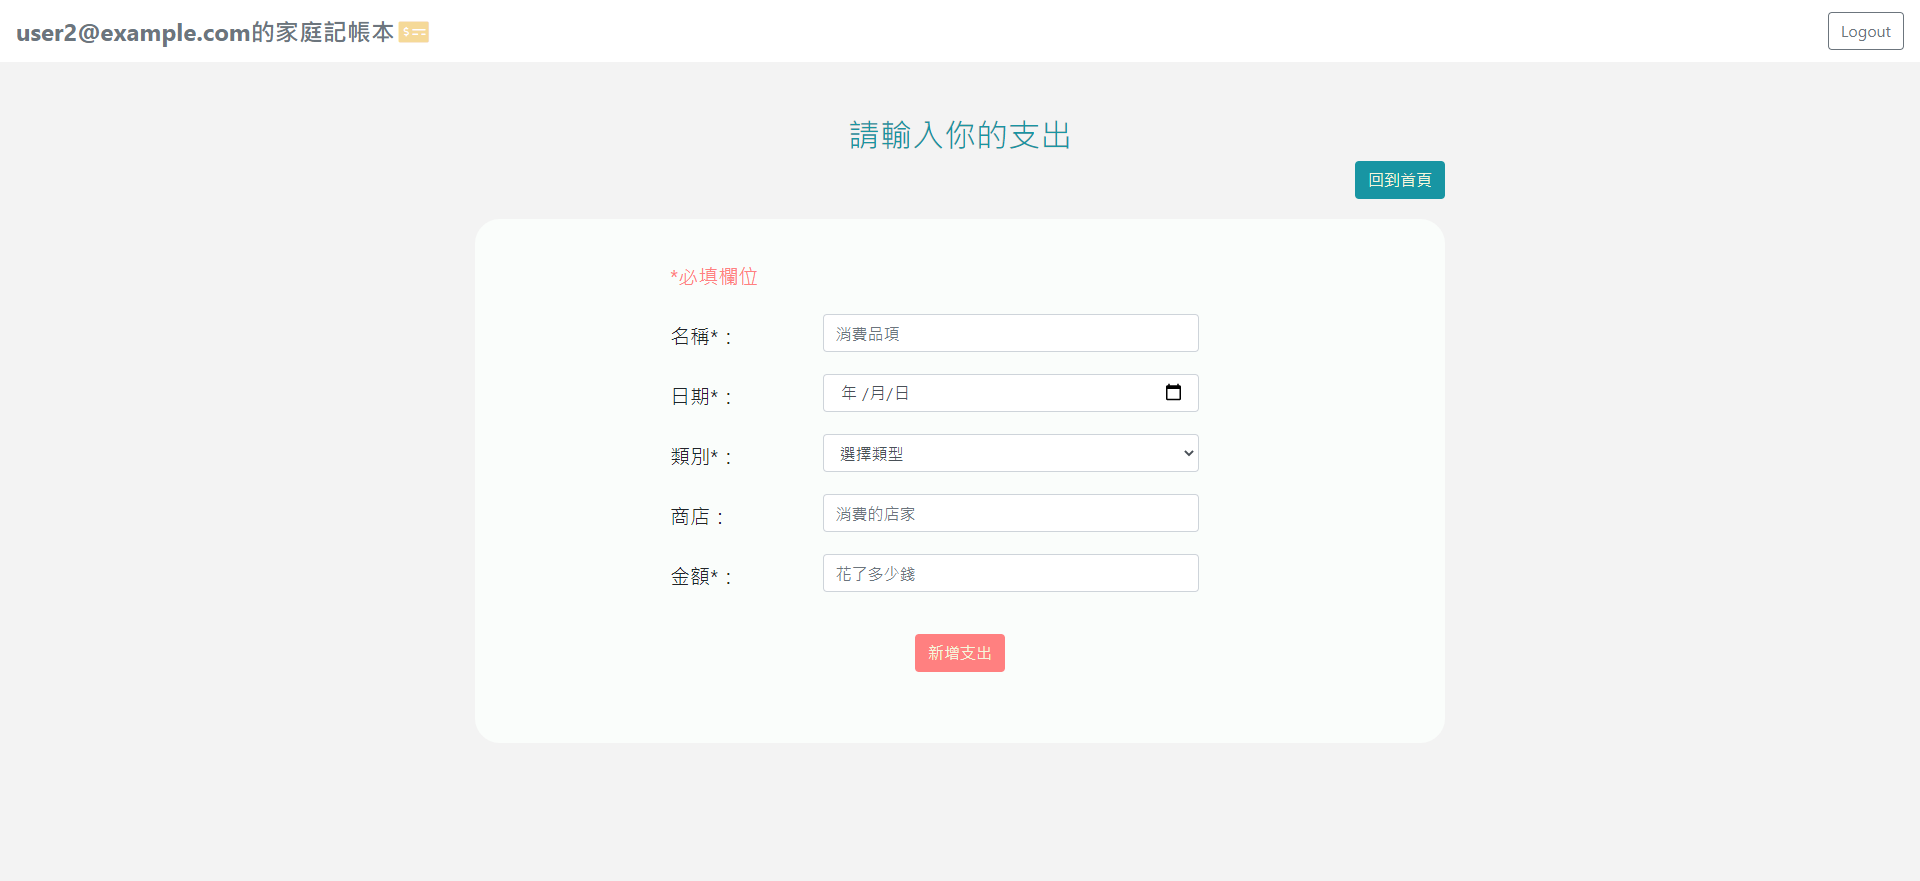 user2@example.com的家庭記帳本
Logout
請輸入你的支出
回到首頁
*必填欄位
名稱*：
消費品項
日期*：
年 /月/日
類別*：
選擇類型
商店：
消費的店家
金額*：
花了多少錢
新增支出